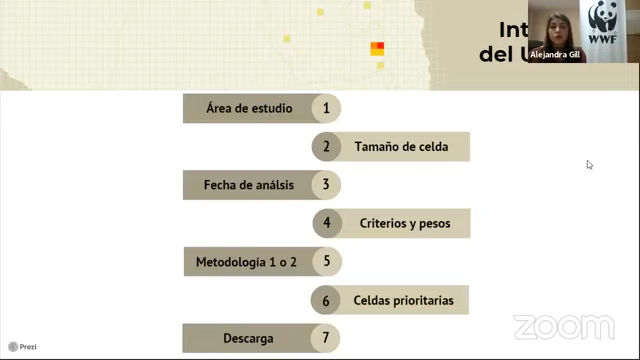 Int
del U
Alejandra Gill
WWF
Área de estudio 1
2 Tamaño de celda
Fecha de análsis 3
4 Criterios y pesos
Metodología 1 o 2 5
6 Celdas prioritarias
Descarga 7
Prezi
zoom